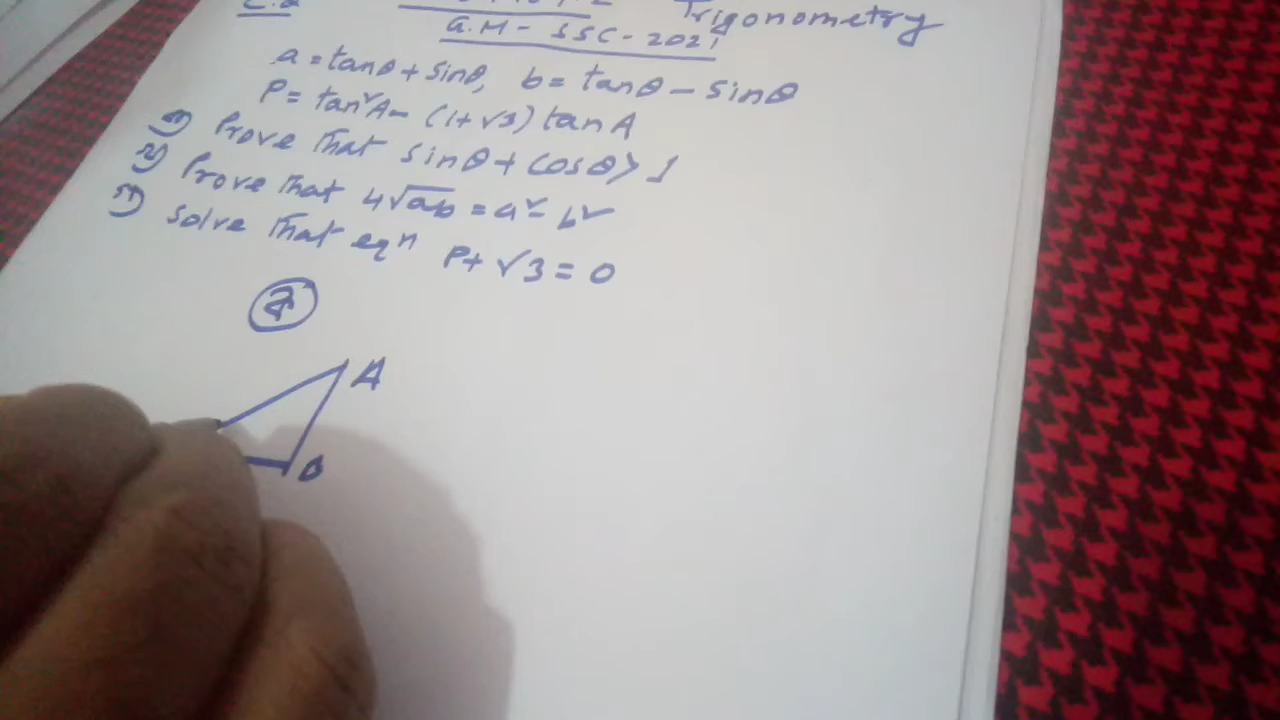 Trigonometry
G.M - SSC - 2021
a = tanθ + sinθ, b = tanθ - sinθ
P = tan²A - (1+√3) tan A
Prove that sinθ + cosθ > 1
Prove that 4√ab = a² - b²
Solve that eqn P + √3 = 0
ক
A
B